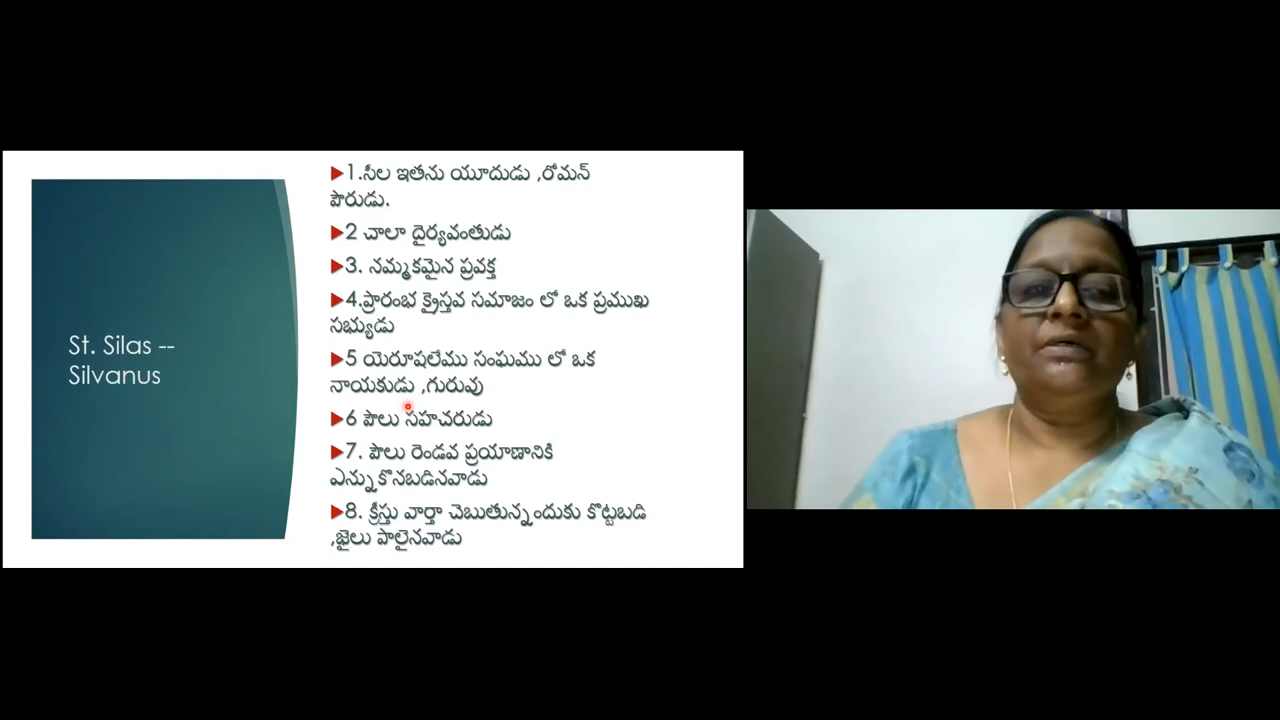 St. Silas --
Silvanus
1.సీల ఇతను యూదుడు ,రోమన్
పౌరుడు.
2 చాలా దైర్యవంతుడు
3. నమ్మకమైన ప్రవక్త
4.ప్రారంభ క్రైస్తవ సమాజం లో ఒక ప్రముఖ
సభ్యుడు
5 యెరూషలేము సంఘము లో ఒక
నాయకుడు ,గురువు
6 పౌలు సహచరుడు
7. పౌలు రెండవ ప్రయాణానికి
ఎన్నుకొనబడినవాడు
8. క్రీస్తు వార్తా చెబుతున్నందుకు కొట్టబడి
,జైలు పాలైనవాడు